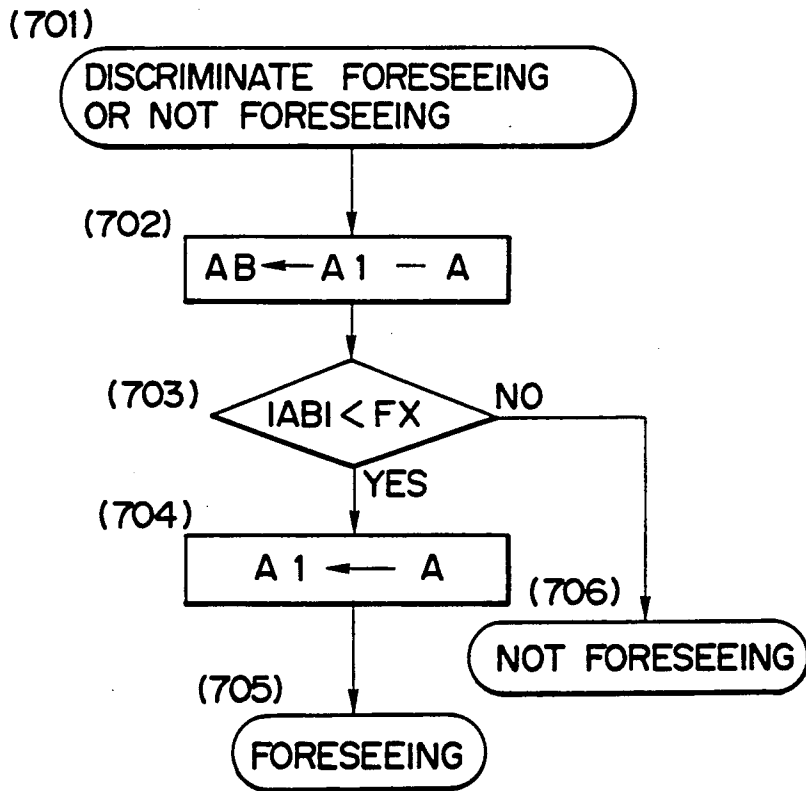 (701)
DISCRIMINATE FORESEEING
OR NOT FORESEEING
(702)
AB ← A1 — A
(703)
|AB| < FX
NO
YES
(704)
A1 ← A
(706)
NOT FORESEEING
(705)
FORESEEING